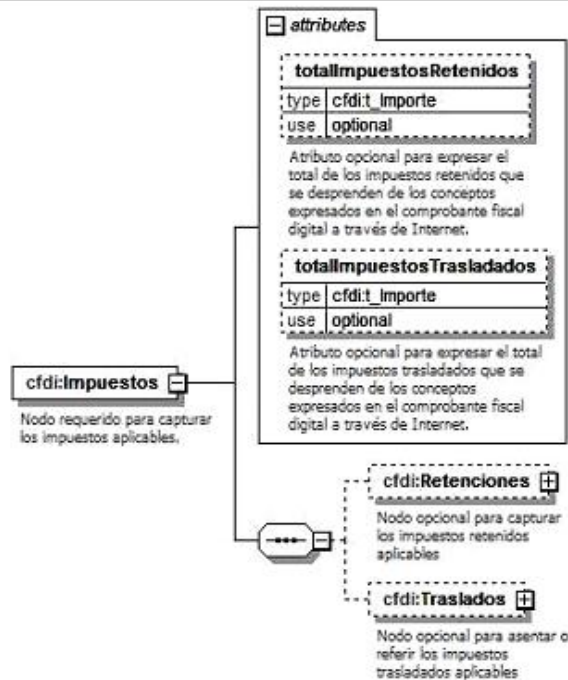 attributes
totalImpuestosRetenidos
type cfdi:t_Importe
use optional
Atributo opcional para expresar el
total de los impuestos retenidos que
se desprenden de los conceptos
expresados en el comprobante fiscal
digital a través de Internet.
totalImpuestosTrasladados
type cfdi:t_Importe
use optional
Atributo opcional para expresar el total
de los impuestos trasladados que se
desprenden de los conceptos
expresados en el comprobante fiscal
digital a través de Internet.
cfdi:Impuestos
Nodo requerido para capturar
los impuestos aplicables.
cfdi:Retenciones
Nodo opcional para capturar
los impuestos retenidos
aplicables
cfdi:Traslados
Nodo opcional para asentar o
referir los impuestos
trasladados aplicables